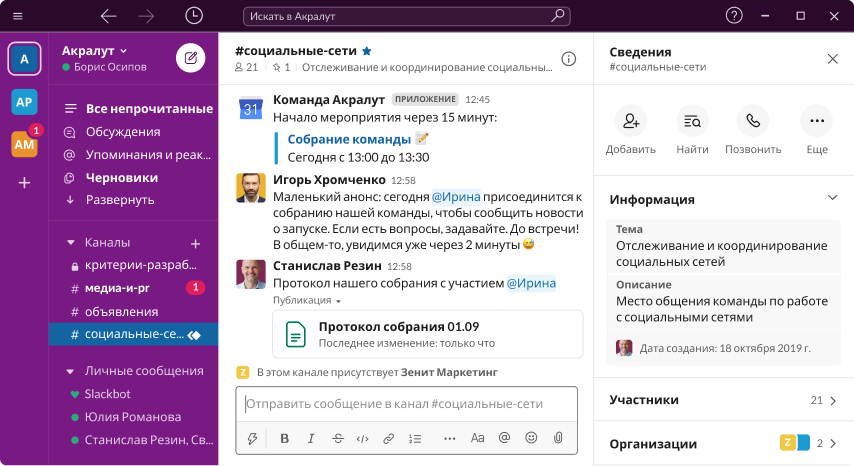 Искать в Акралут
A
AP
AM
1
Акралут
Борис Осипов
Все непрочитанные
Обсуждения
Упоминания и реак...
Черновики
Развернуть
Каналы
критерии-разраб...
# медиа-и-pr 1
# объявления
# социальные-се...
Личные сообщения
Slackbot
Юлия Романова
Станислав Резин, Св...
#социальные-сети
21 | 1 | Отслеживание и координирование социальны...
31
Команда Акралут ПРИЛОЖЕНИЕ 12:45
Начало мероприятия через 15 минут:
Собрание команды
Сегодня с 13:00 до 13:30
Игорь Хромченко 12:58
Маленький анонс: сегодня @Ирина присоединится к
собранию нашей команды, чтобы сообщить новости
о запуске. Если есть вопросы, задавайте. До встречи!
В общем-то, увидимся уже через 2 минуты
Станислав Резин 12:58
Протокол нашего собрания с участием @Ирина
Публикация
Протокол собрания 01.09
Последнее изменение: только что
Z В этом канале присутствует Зенит Маркетинг
Отправить сообщение в канал #социальные-сети
B I S </> Aa @
Сведения
#социальные-сети
Добавить Найти Позвонить Еще
Информация
Тема
Отслеживание и координирование
социальных сетей
Описание
Место общения команды по работе
с социальными сетями
Дата создания: 18 октября 2019 г.
Участники 21
Организации Z 2